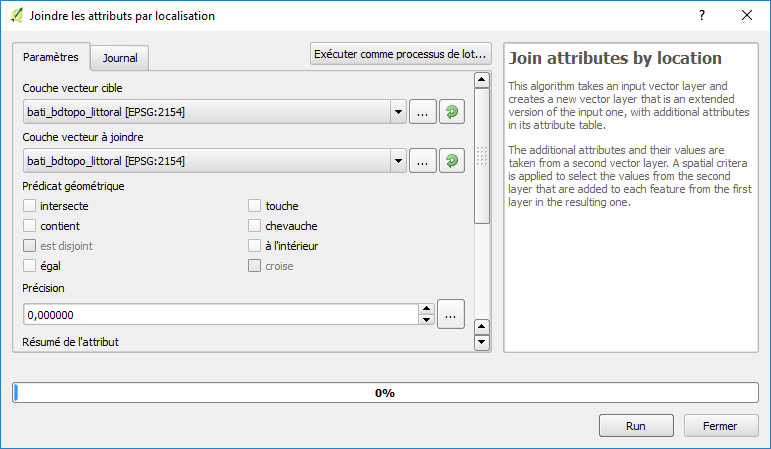 Joindre les attributs par localisation
Paramètres
Journal
Exécuter comme processus de lot...
Couche vecteur cible
bati_bdtopo_littoral [EPSG:2154]
...
Couche vecteur à joindre
bati_bdtopo_littoral [EPSG:2154]
...
Prédicat géométrique
intersecte
touche
contient
chevauche
est disjoint
à l'intérieur
égal
croise
Précision
0,000000
...
Résumé de l'attribut
Join attributes by location
This algorithm takes an input vector layer and
creates a new vector layer that is an extended
version of the input one, with additional attributes
in its attribute table.
The additional attributes and their values are
taken from a second vector layer. A spatial critera
is applied to select the values from the second
layer that are added to each feature from the first
layer in the resulting one.
0%
Run
Fermer